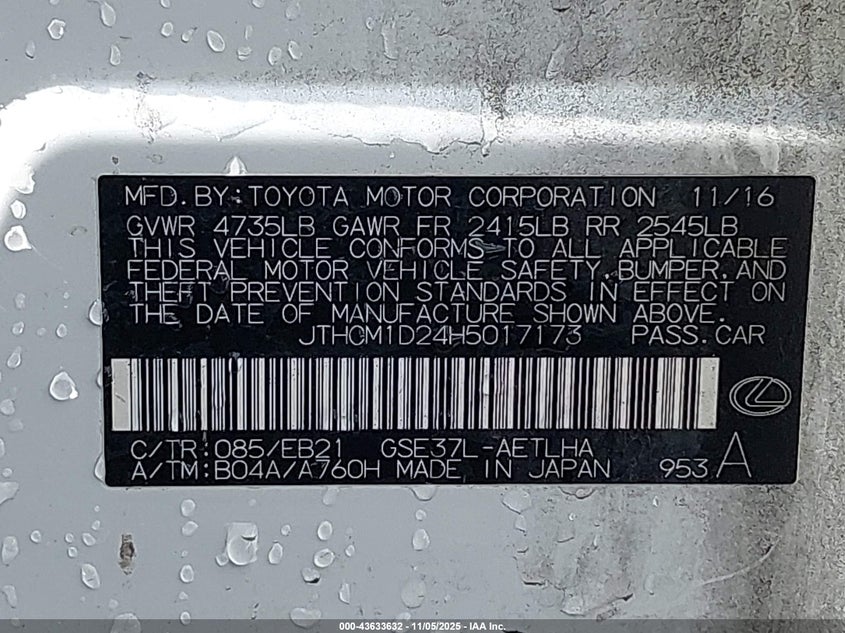 MFD. BY: TOYOTA MOTOR CORPORATION 11/16
GVWR 4735LB GAWR FR 2415LB RR 2545LB
THIS VEHICLE CONFORMS TO ALL APPLICABLE
FEDERAL MOTOR VEHICLE SAFETY, BUMPER, AND
THEFT PREVENTION STANDARDS IN EFFECT ON
THE DATE OF MANUFACTURE SHOWN ABOVE.
JTHCM1D24H5017173 PASS. CAR
C/TR: 085/EB21 GSE37L-AETLHA
A/TM: B04A/A760H MADE IN JAPAN 953 A
000-43633632 - 11/05/2025 - IAA Inc.